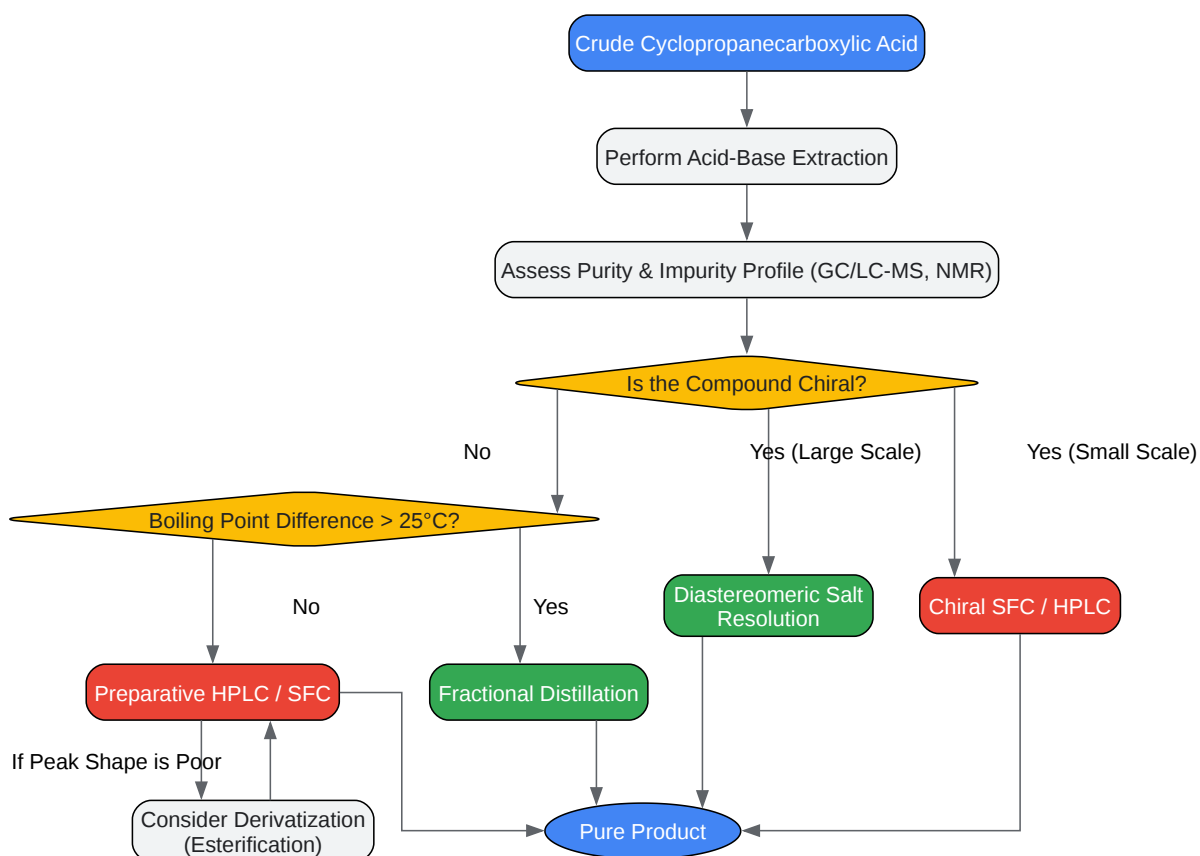 Crude Cyclopropanecarboxylic Acid
Perform Acid-Base Extraction
Assess Purity & Impurity Profile (GC/LC-MS, NMR)
Is the Compound Chiral?
No
Yes (Large Scale)
Yes (Small Scale)
Boiling Point Difference > 25°C?
No
Yes
Diastereomeric Salt
Resolution
Chiral SFC / HPLC
Preparative HPLC / SFC
Fractional Distillation
If Peak Shape is Poor
Consider Derivatization
(Esterification)
Pure Product